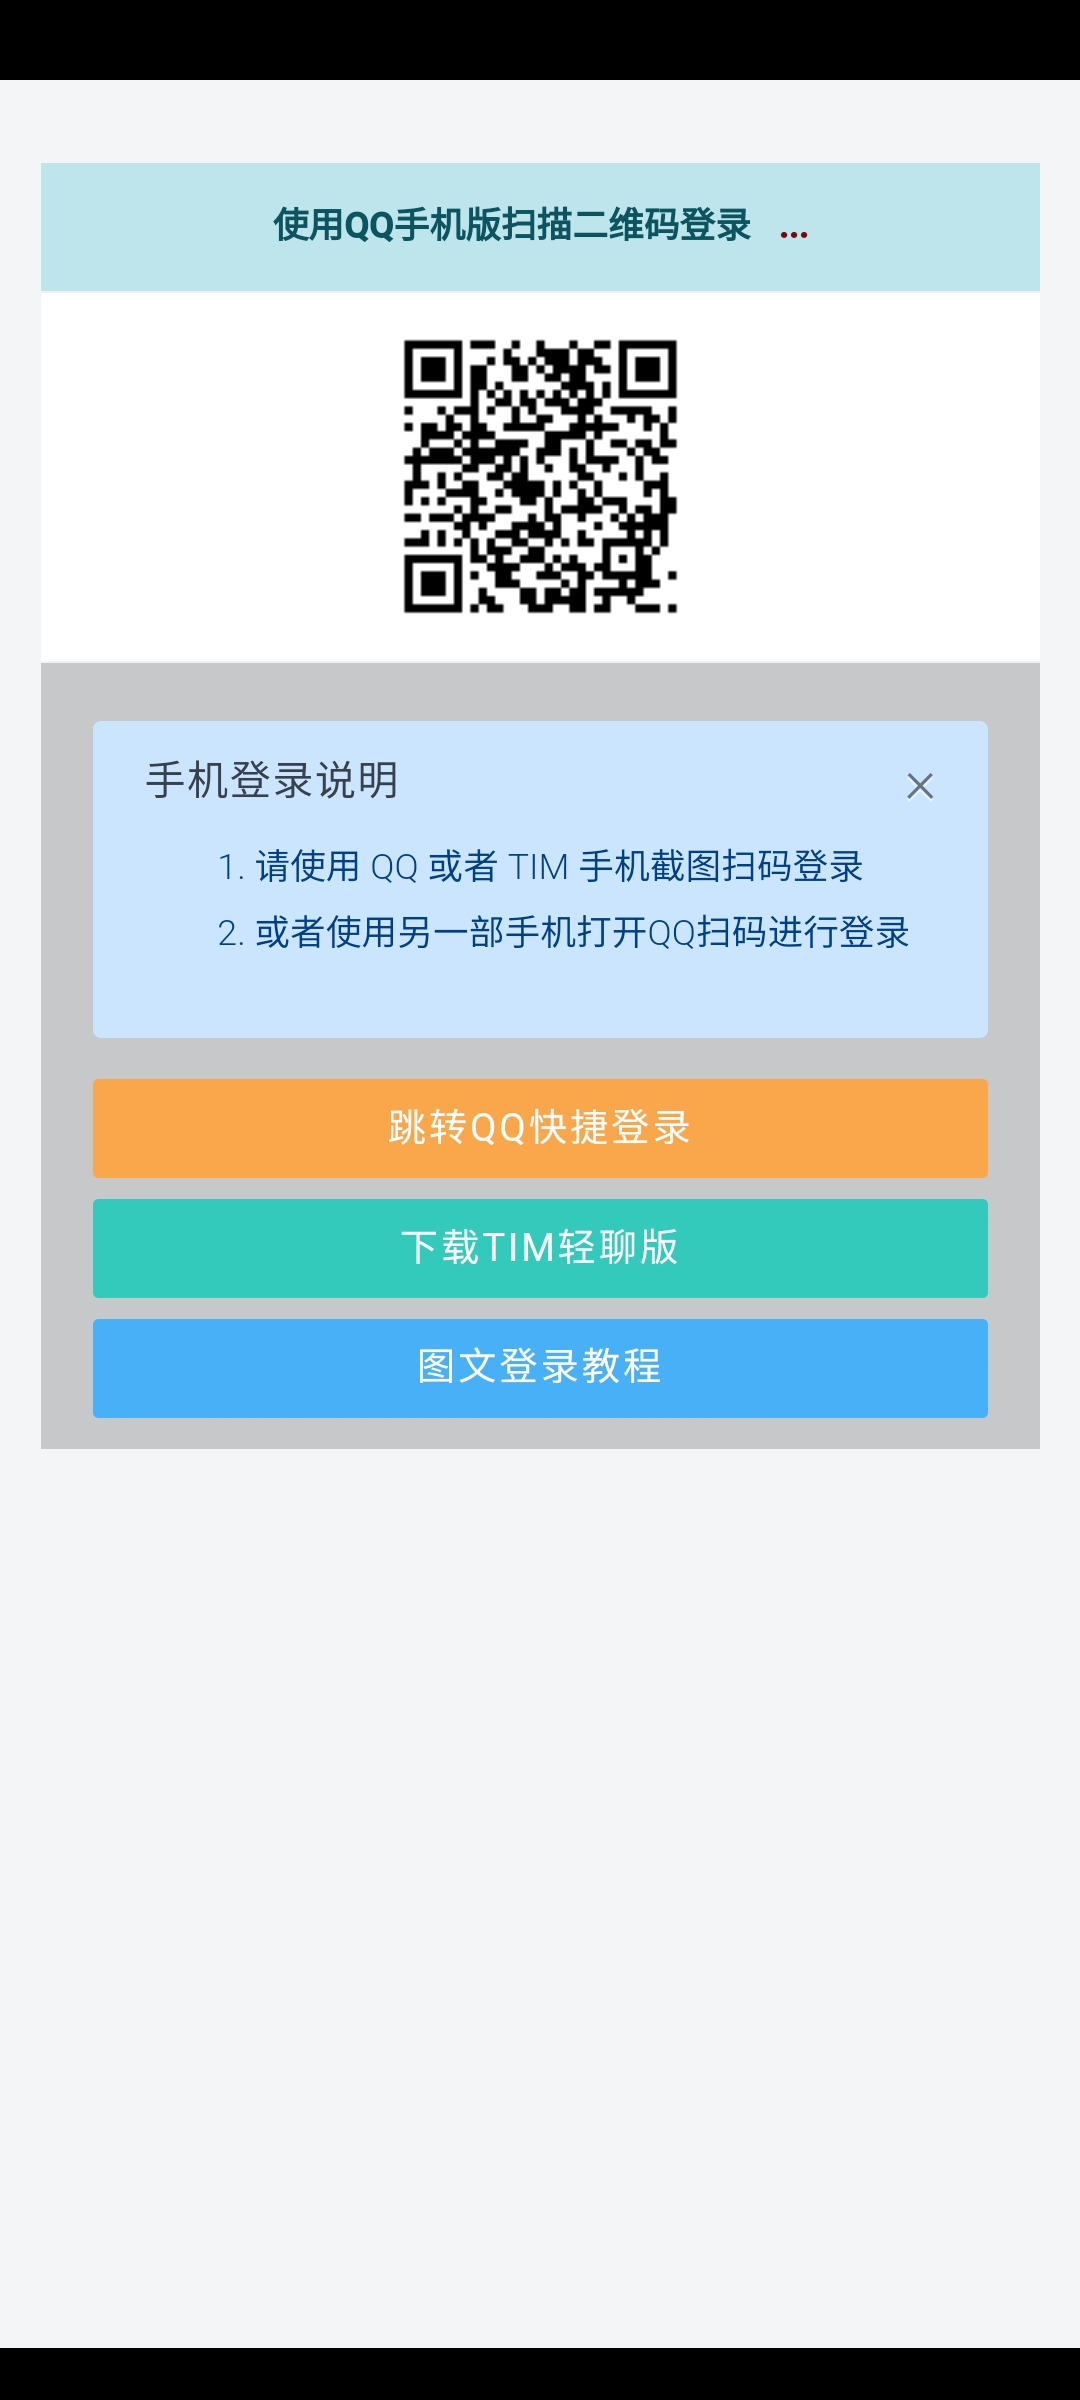 使用QQ手机版扫描二维码登录 ...
手机登录说明
1. 请使用 QQ 或者 TIM 手机截图扫码登录
2. 或者使用另一部手机打开QQ扫码进行登录
跳转QQ快捷登录
下载TIM轻聊版
图文登录教程